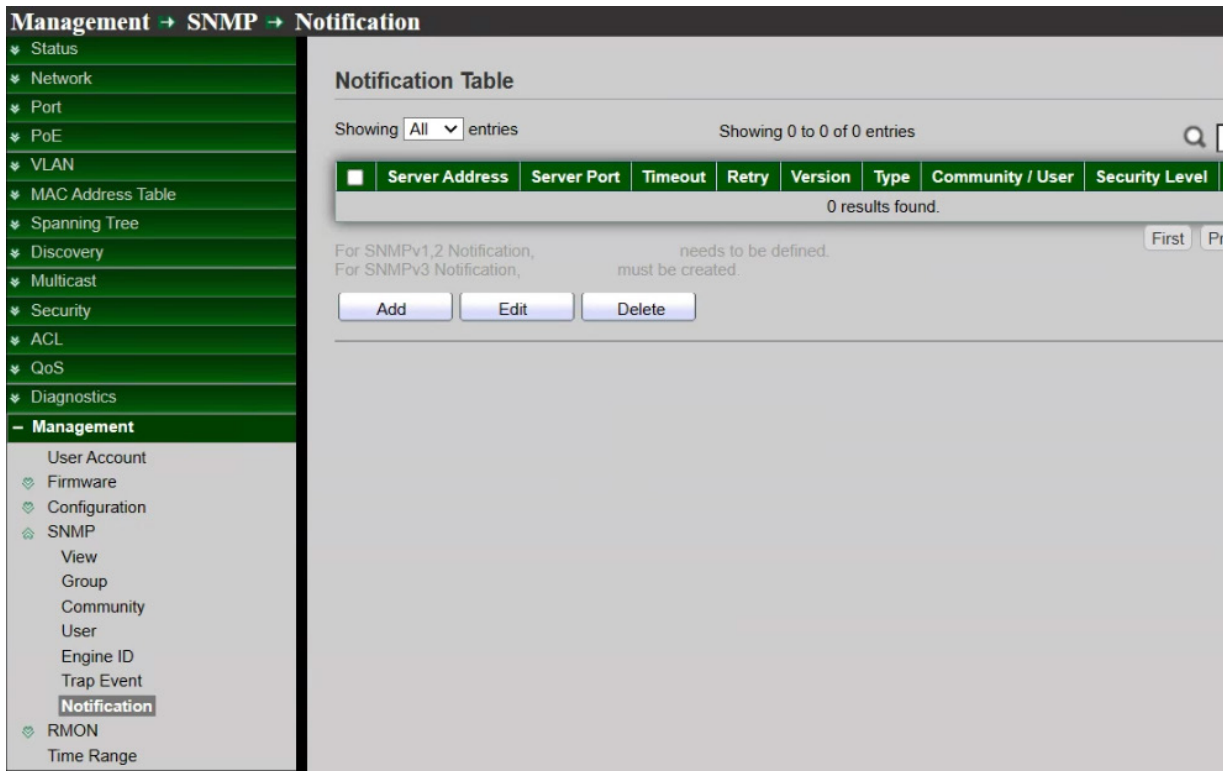 Management → SNMP → Notification
Status
Network
Port
PoE
VLAN
MAC Address Table
Spanning Tree
Discovery
Multicast
Security
ACL
QoS
Diagnostics
Management
User Account
Firmware
Configuration
SNMP
View
Group
Community
User
Engine ID
Trap Event
Notification
RMON
Time Range
Notification Table
Showing All entries
Showing 0 to 0 of 0 entries
Server Address Server Port Timeout Retry Version Type Community / User Security Level
0 results found.
First
For SNMPv1,2 Notification, needs to be defined.
For SNMPv3 Notification, must be created.
Add Edit Delete